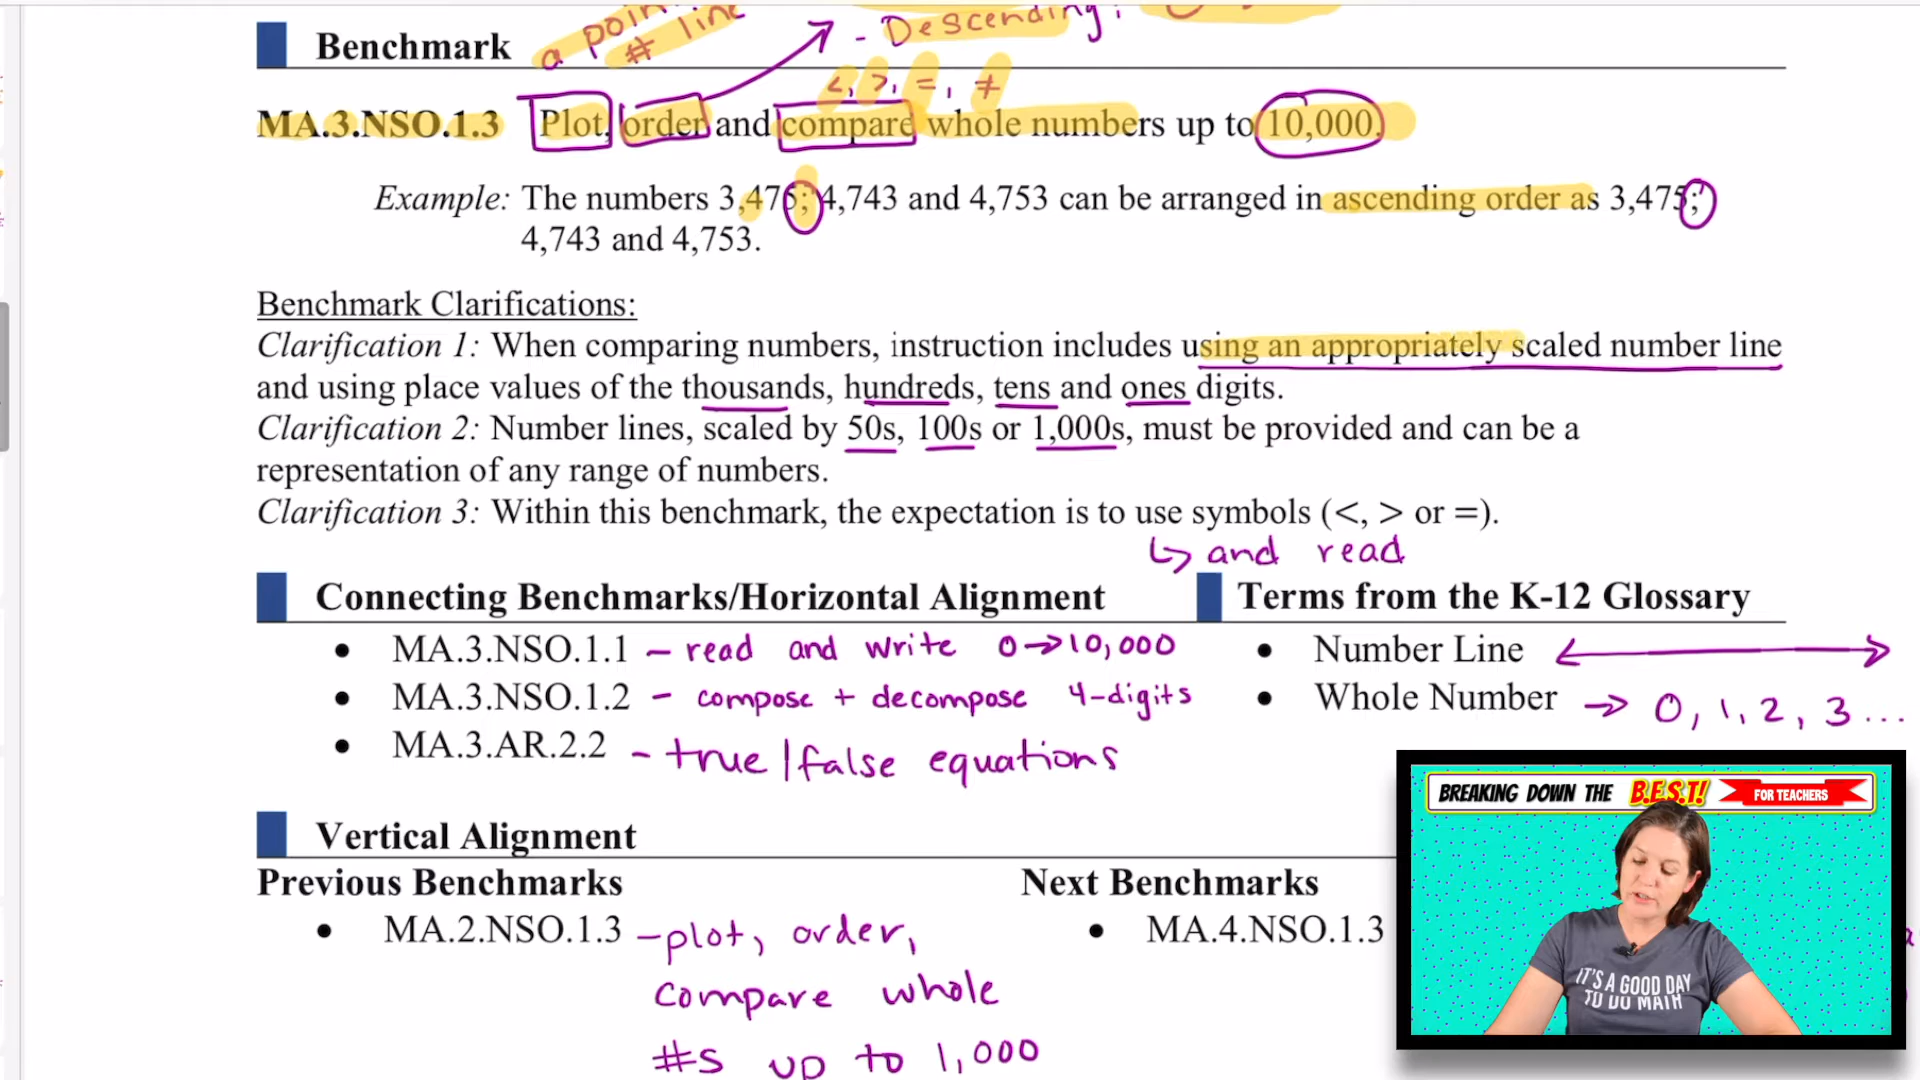 a poin
# line
- Descending:
Benchmark
<, >, =, ≠
MA.3.NSO.1.3 Plot, order and compare whole numbers up to 10,000.
Example: The numbers 3,475; 4,743 and 4,753 can be arranged in ascending order as 3,475;
4,743 and 4,753.
Benchmark Clarifications:
Clarification 1: When comparing numbers, instruction includes using an appropriately scaled number line
and using place values of the thousands, hundreds, tens and ones digits.
Clarification 2: Number lines, scaled by 50s, 100s or 1,000s, must be provided and can be a
representation of any range of numbers.
Clarification 3: Within this benchmark, the expectation is to use symbols (<, > or =).
↳ and read
Connecting Benchmarks/Horizontal Alignment
• MA.3.NSO.1.1 – read and write 0→10,000
• MA.3.NSO.1.2 - compose + decompose 4-digits
• MA.3.AR.2.2 - true/false equations
Terms from the K-12 Glossary
• Number Line
• Whole Number → 0, 1, 2, 3 ...
Vertical Alignment
Previous Benchmarks
• MA.2.NSO.1.3 – plot, order,
compare whole
#s up to 1,000
Next Benchmarks
• MA.4.NSO.1.3
BREAKING DOWN THE B.E.S.T! FOR TEACHERS
IT'S A GOOD DAY
TO DO MATH